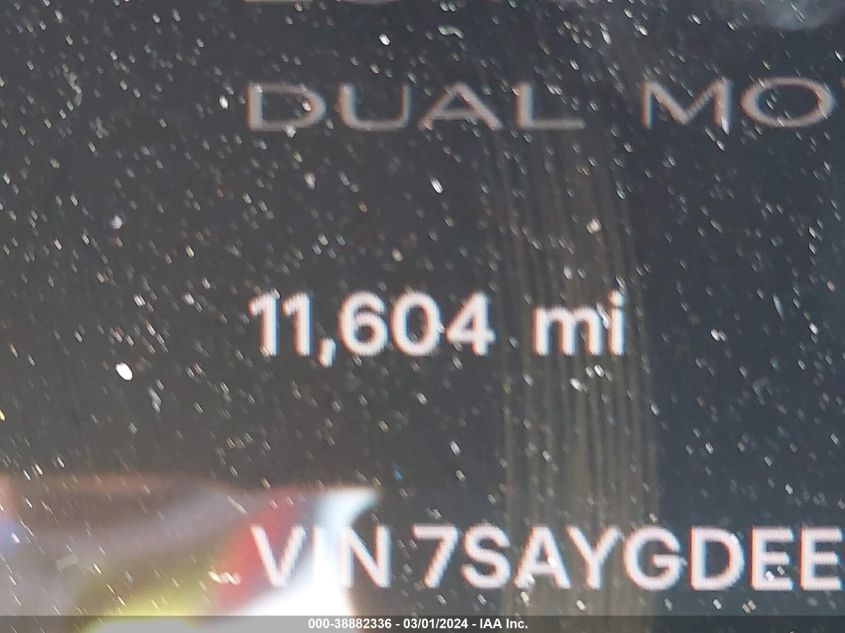 DUAL MO
11,604 mi
VIN 7SAYGDEE
000-38882336 - 03/01/2024 - IAA Inc.